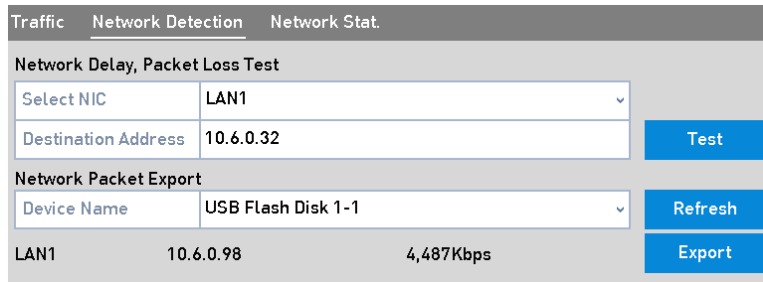 Traffic Network Detection Network Stat.
Network Delay, Packet Loss Test
Select NIC LAN1
Destination Address 10.6.0.32 Test
Network Packet Export
Device Name USB Flash Disk 1-1 Refresh
LAN1 10.6.0.98 4,487Kbps Export